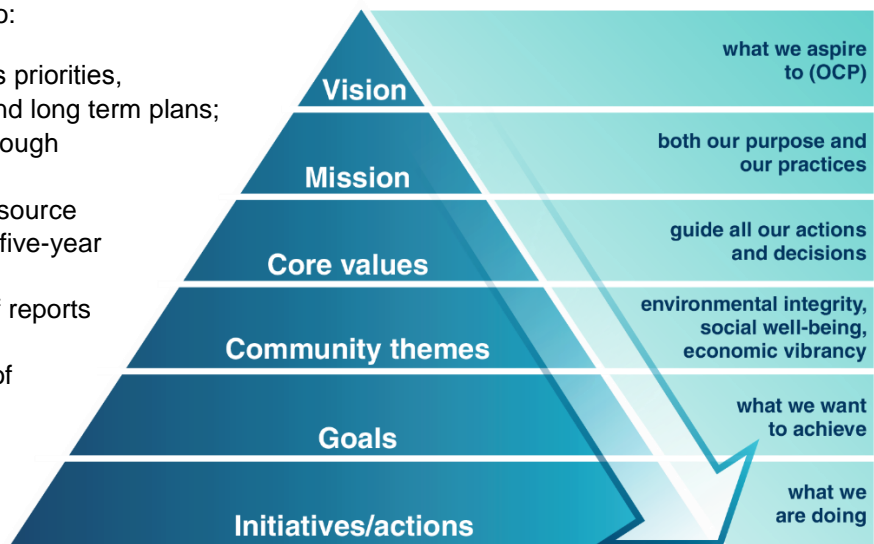 o:
s priorities,
nd long term plans;
ough
source
five-year
f reports
of
Vision
what we aspire
to (OCP)
Mission
both our purpose and
our practices
Core values
guide all our actions
and decisions
Community themes
environmental integrity,
social well-being,
economic vibrancy
Goals
what we want
to achieve
Initiatives/actions
what we
are doing